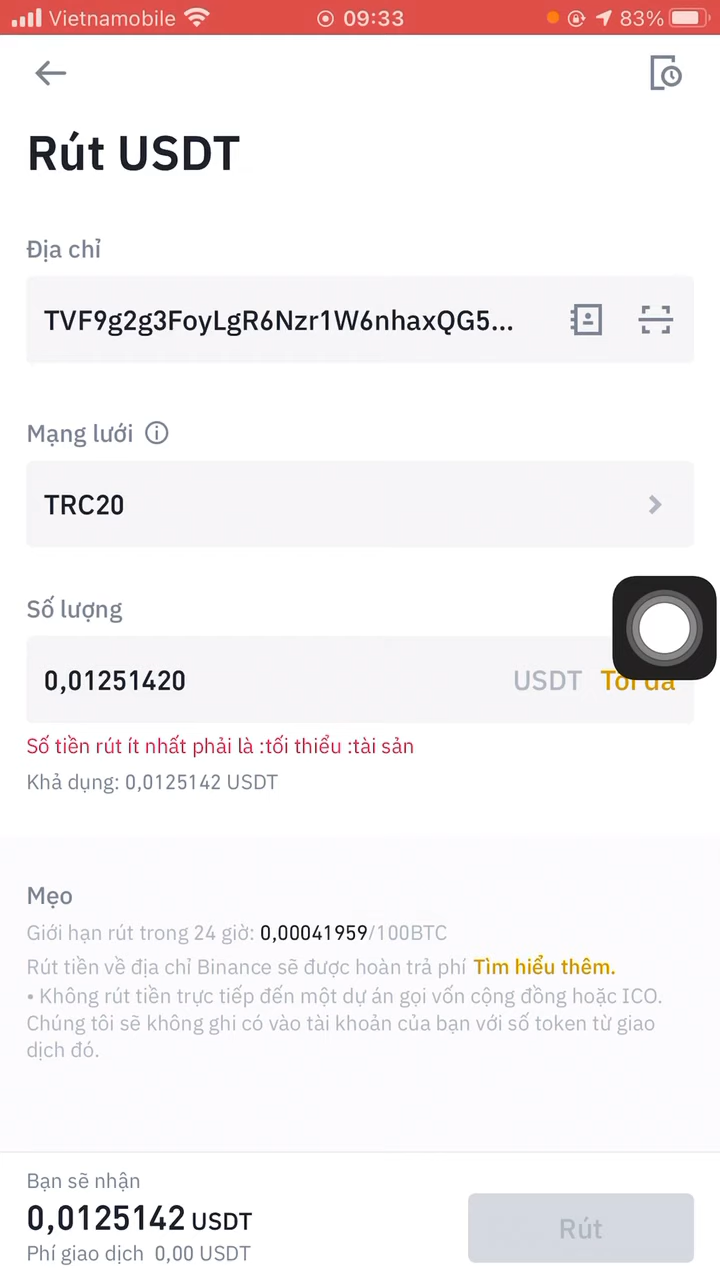 Vietnamobile 09:33 83%
Rút USDT
Địa chỉ
TVF9g2g3FoyLgR6Nzr1W6nhaxQG5...
Mạng lưới
TRC20
Số lượng
0,01251420 USDT Tối đa
Số tiền rút ít nhất phải là :tối thiểu :tài sản
Khả dụng: 0,0125142 USDT
Mẹo
Giới hạn rút trong 24 giờ: 0,00041959/100BTC
Rút tiền về địa chỉ Binance sẽ được hoàn trả phí Tìm hiểu thêm.
• Không rút tiền trực tiếp đến một dự án gọi vốn cộng đồng hoặc ICO.
Chúng tôi sẽ không ghi có vào tài khoản của bạn với số token từ giao
dịch đó.
Bạn sẽ nhận
0,0125142 USDT
Phí giao dịch 0,00 USDT
Rút